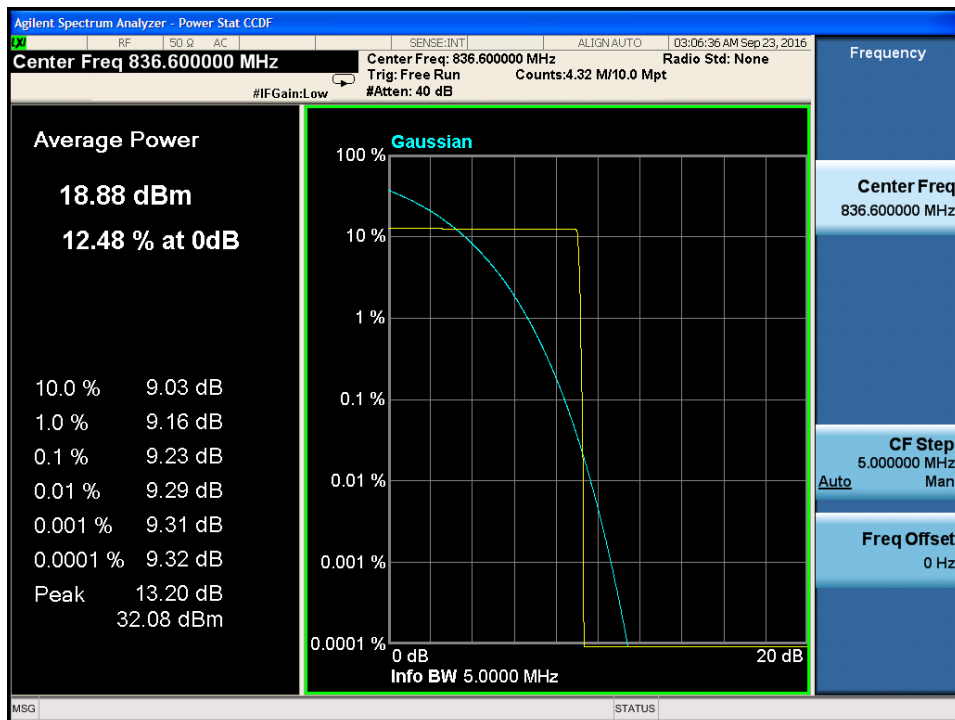 Agilent Spectrum Analyzer - Power Stat CCDF
LXI RF 50 Ω AC SENSE:INT ALIGN AUTO 03:06:36 AM Sep 23, 2016
Center Freq 836.600000 MHz
#IFGain:Low
Center Freq: 836.600000 MHz Radio Std: None
Trig: Free Run Counts:4.32 M/10.0 Mpt
#Atten: 40 dB
Average Power
18.88 dBm
12.48 % at 0dB
10.0 % 9.03 dB
1.0 % 9.16 dB
0.1 % 9.23 dB
0.01 % 9.29 dB
0.001 % 9.31 dB
0.0001 % 9.32 dB
Peak 13.20 dB
32.08 dBm
Gaussian
100 %
10 %
1 %
0.1 %
0.01 %
0.001 %
0.0001 %
0 dB 20 dB
Info BW 5.0000 MHz
Frequency
Center Freq
836.600000 MHz
CF Step
5.000000 MHz
Auto Man
Freq Offset
0 Hz
MSG STATUS